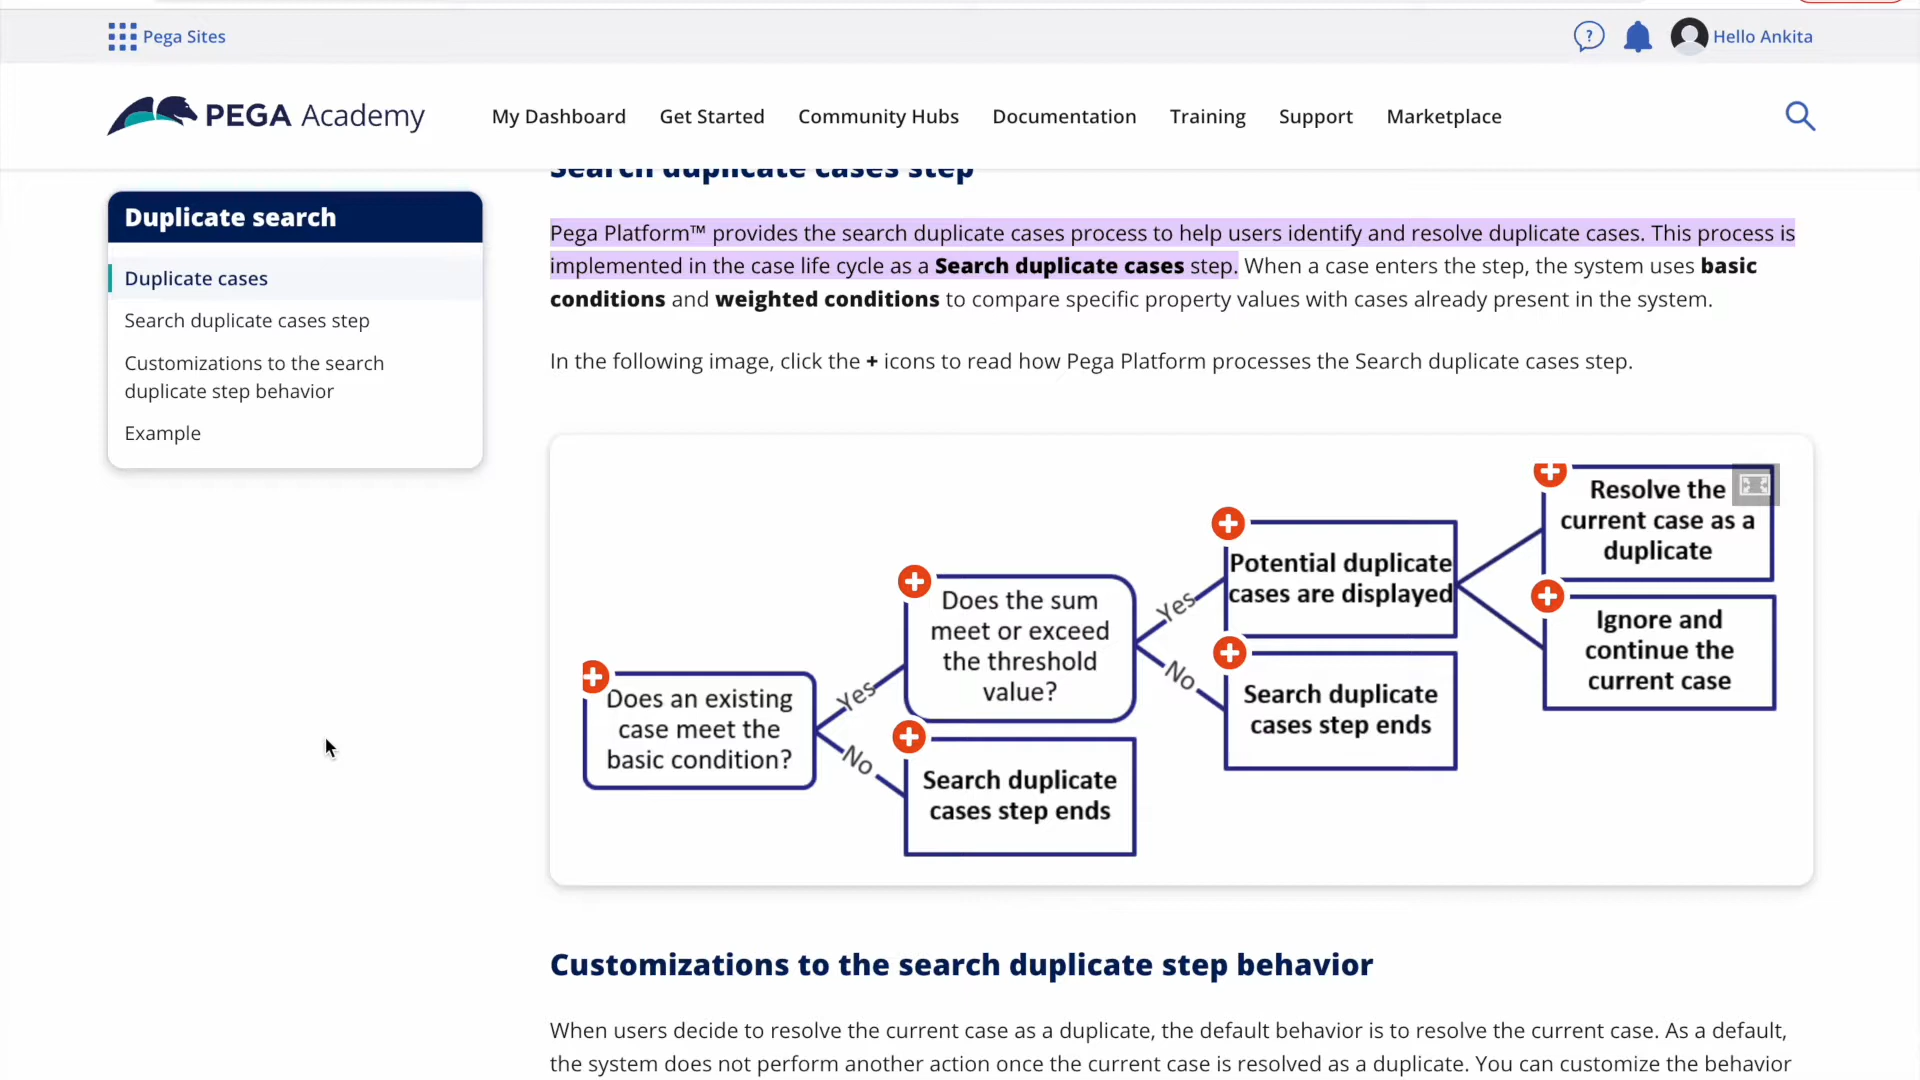 Pega Sites
? Hello Ankita
PEGA Academy
My Dashboard Get Started Community Hubs Documentation Training Support Marketplace
Duplicate search
Duplicate cases
Search duplicate cases step
Customizations to the search
duplicate step behavior
Example
Search duplicate cases step
Pega Platform™ provides the search duplicate cases process to help users identify and resolve duplicate cases. This process is
implemented in the case life cycle as a Search duplicate cases step. When a case enters the step, the system uses basic
conditions and weighted conditions to compare specific property values with cases already present in the system.
In the following image, click the + icons to read how Pega Platform processes the Search duplicate cases step.
Does an existing
case meet the
basic condition?
Yes
No
Does the sum
meet or exceed
the threshold
value?
Search duplicate
cases step ends
Yes
No
Potential duplicate
cases are displayed
Search duplicate
cases step ends
Resolve the
current case as a
duplicate
Ignore and
continue the
current case
Customizations to the search duplicate step behavior
When users decide to resolve the current case as a duplicate, the default behavior is to resolve the current case. As a default,
the system does not perform another action once the current case is resolved as a duplicate. You can customize the behavior